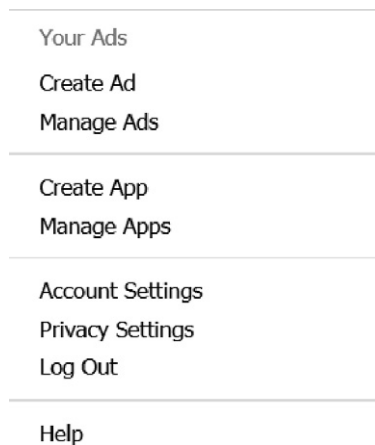 Your Ads
Create Ad
Manage Ads
Create App
Manage Apps
Account Settings
Privacy Settings
Log Out
Help